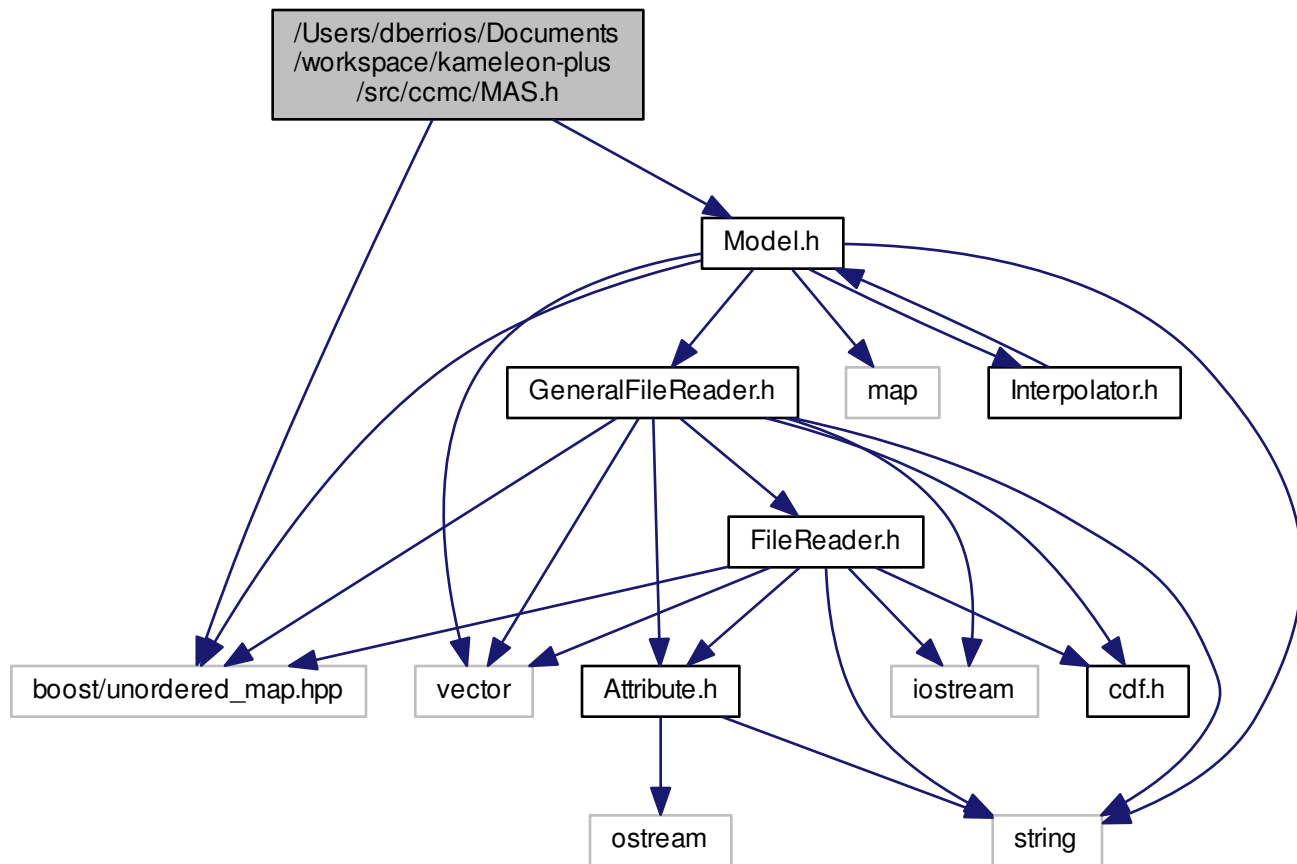 /Users/dberrios/Documents
/workspace/kameleon-plus
/src/ccmc/MAS.h
Model.h
GeneralFileReader.h
map
Interpolator.h
FileReader.h
boost/unordered_map.hpp
vector
Attribute.h
iostream
cdf.h
ostream
string